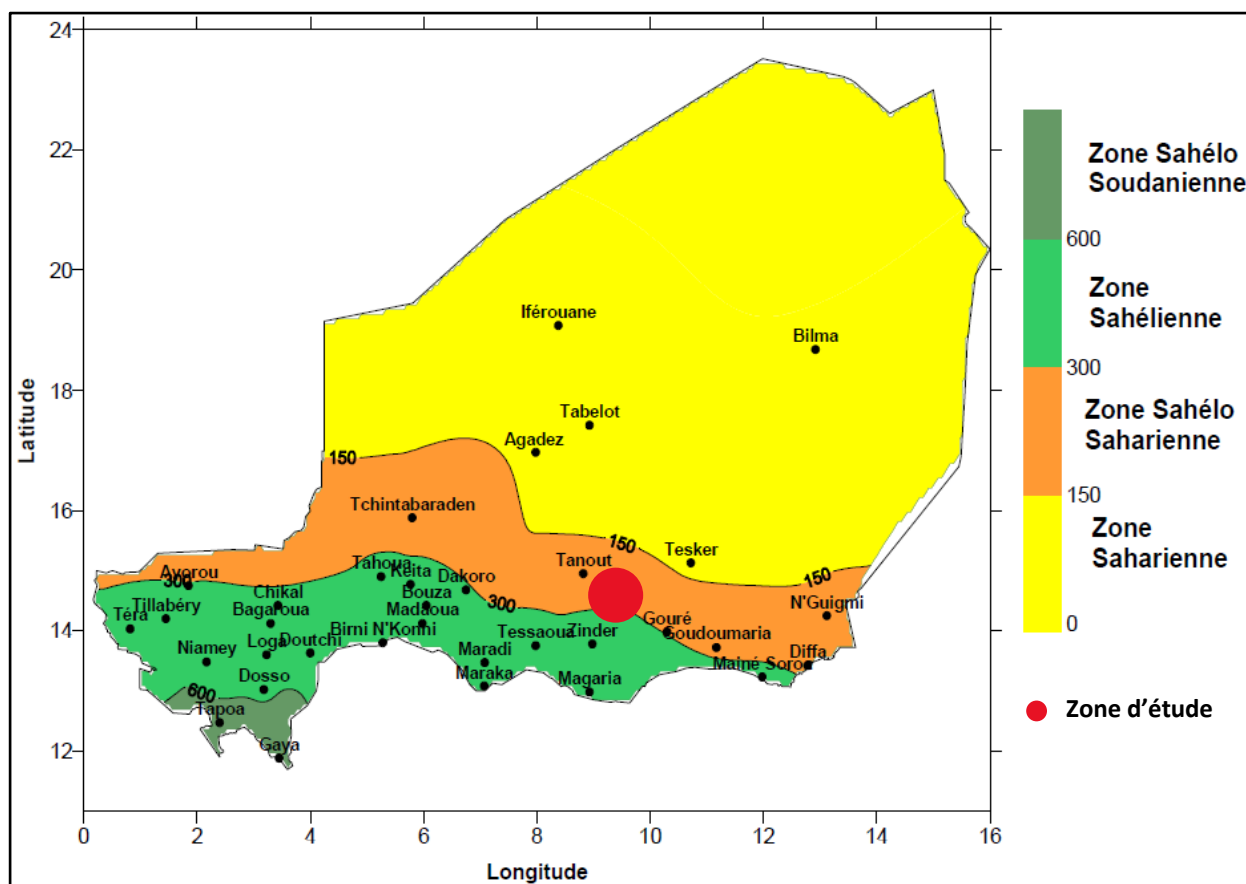 24
22
20
18
16
14
12
Latitude
0
2
4
6
8
10
12
14
16
Longitude
Iférouane
Bilma
Tabelot
Agadez
150
Tchintabaraden
150
Tesker
Tanout
150
N'Guigmi
Ayorou
300
Tahoua
Keita
Dakoro
Chikal
Bouza
300
Tillabéry
Bagaroua
Madaoua
Téra
Gouré
Birni N'Konni
Tessaoua
Zinder
Goudoumaria
Niamey
Loga
Doutchi
Maradi
Diffa
Maïné Soroa
Dosso
Maraka
Magaria
600
Tapoa
Gaya
Zone Sahélo
Soudanienne
600
Zone
Sahélienne
300
Zone Sahélo
Saharienne
150
Zone
Saharienne
0
Zone d'étude